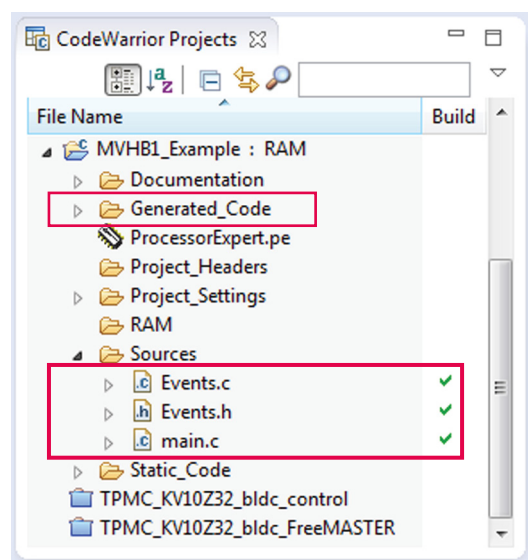 CodeWarrior Projects
File Name Build
MVHB1_Example : RAM
Documentation
Generated_Code
ProcessorExpert.pe
Project_Headers
Project_Settings
RAM
Sources
.c Events.c
.h Events.h
.c main.c
Static_Code
TPMC_KV10Z32_bldc_control
TPMC_KV10Z32_bldc_FreeMASTER